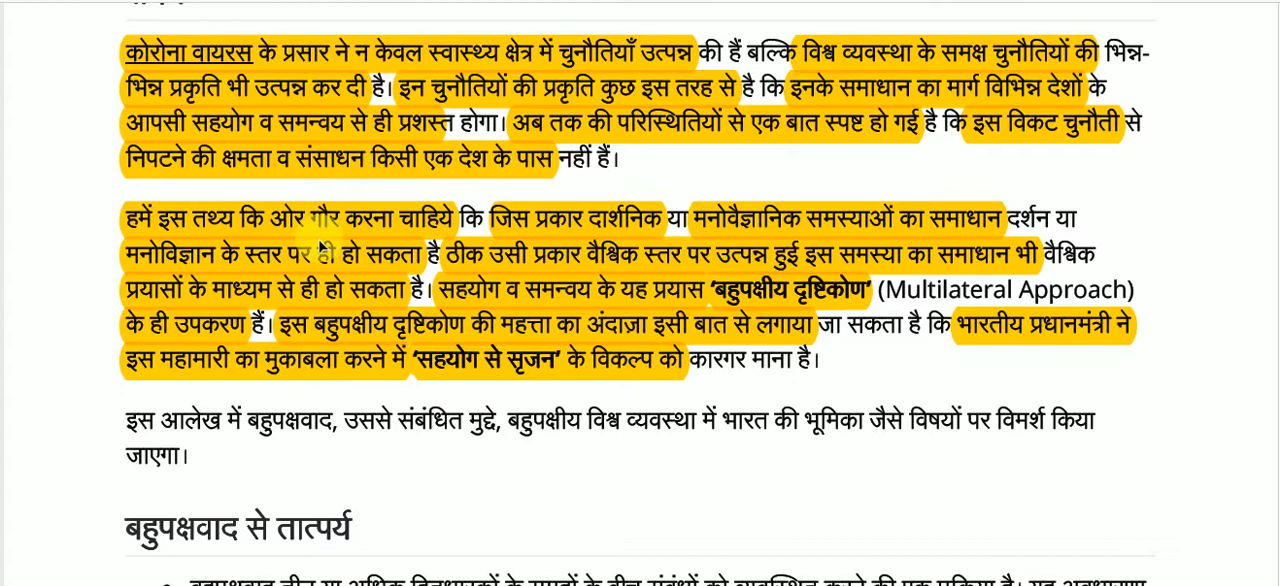 कोरोना वायरस के प्रसार ने न केवल स्वास्थ्य क्षेत्र में चुनौतियाँ उत्पन्न की हैं बल्कि विश्व व्यवस्था के समक्ष चुनौतियों की भिन्न-
भिन्न प्रकृति भी उत्पन्न कर दी है। इन चुनौतियों की प्रकृति कुछ इस तरह से है कि इनके समाधान का मार्ग विभिन्न देशों के
आपसी सहयोग व समन्वय से ही प्रशस्त होगा। अब तक की परिस्थितियों से एक बात स्पष्ट हो गई है कि इस विकट चुनौती से
निपटने की क्षमता व संसाधन किसी एक देश के पास नहीं हैं।
हमें इस तथ्य कि ओर गौर करना चाहिये कि जिस प्रकार दार्शनिक या मनोवैज्ञानिक समस्याओं का समाधान दर्शन या
मनोविज्ञान के स्तर पर ही हो सकता है ठीक उसी प्रकार वैश्विक स्तर पर उत्पन्न हुई इस समस्या का समाधान भी वैश्विक
प्रयासों के माध्यम से ही हो सकता है। सहयोग व समन्वय के यह प्रयास ‘बहुपक्षीय दृष्टिकोण’ (Multilateral Approach)
के ही उपकरण हैं। इस बहुपक्षीय दृष्टिकोण की महत्ता का अंदाज़ा इसी बात से लगाया जा सकता है कि भारतीय प्रधानमंत्री ने
इस महामारी का मुकाबला करने में ‘सहयोग से सृजन’ के विकल्प को कारगर माना है।
इस आलेख में बहुपक्षवाद, उससे संबंधित मुद्दे, बहुपक्षीय विश्व व्यवस्था में भारत की भूमिका जैसे विषयों पर विमर्श किया
जाएगा।
बहुपक्षवाद से तात्पर्य